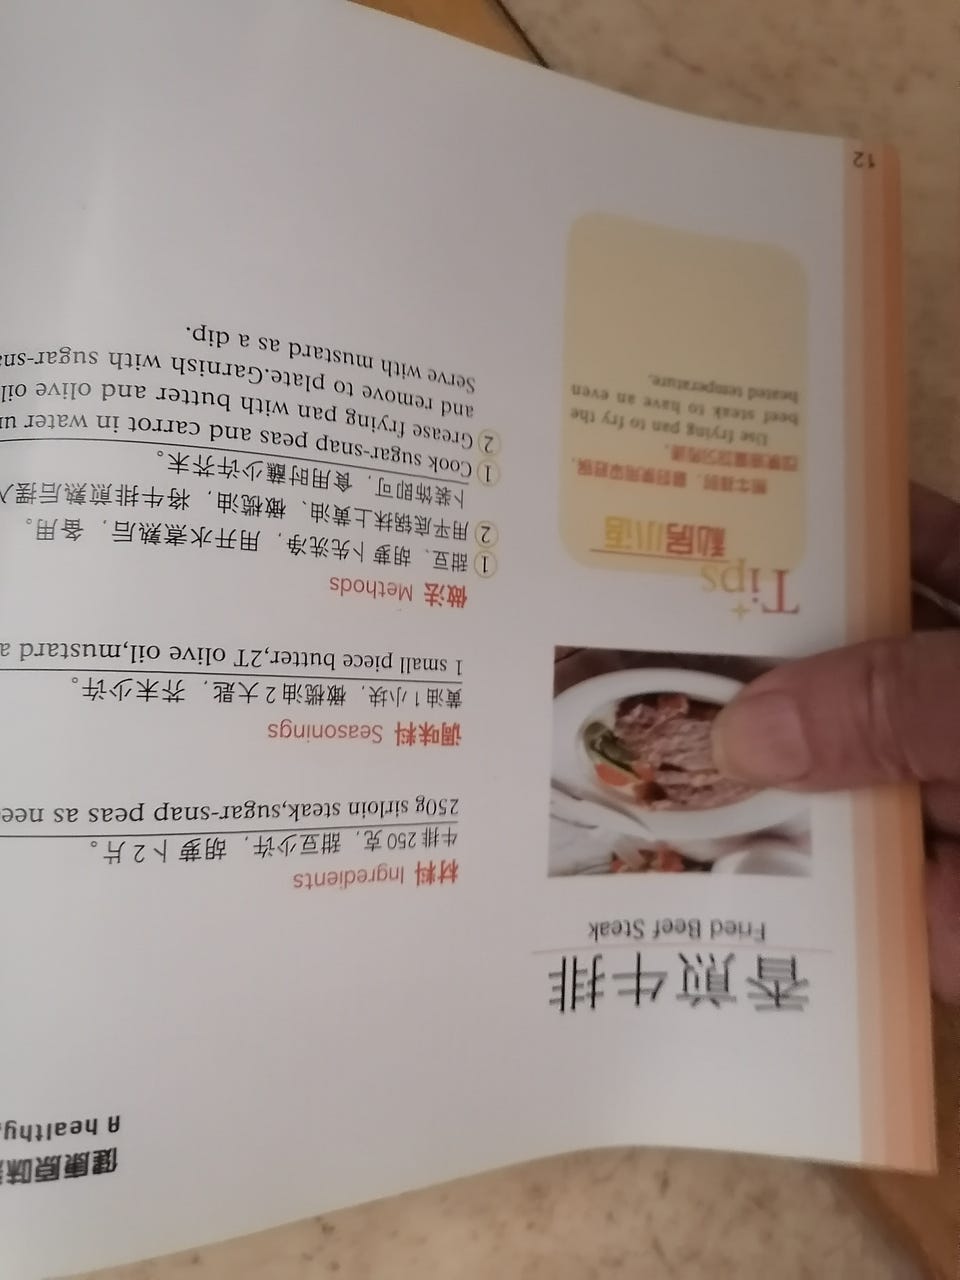 健康原味
A healthy
香煎牛排
Fried Beef Steak
材料 Ingredients
牛排 250 克，甜豆少许，胡萝卜 2 片。
250g sirloin steak,sugar-snap peas as
调味料 Seasonings
黄油 1 小块，橄榄油 2 大匙，芥末少许。
1 small piece butter,2T olive oil,mustard
做法 Methods
① 甜豆、胡萝卜先洗净，用开水煮熟后，备用。
② 用平底锅抹上黄油、橄榄油，将牛排煎熟后摆入
卜装饰即可，食用时蘸少许芥末。
① Cook sugar-snap peas and carrot in water
② Grease frying pan with butter and olive oil
and remove to plate.Garnish with sugar-sn
Serve with mustard as a dip.
Tips
私房小语
Use frying pan to fry the
beef steak to have an even
heated temperature.
12